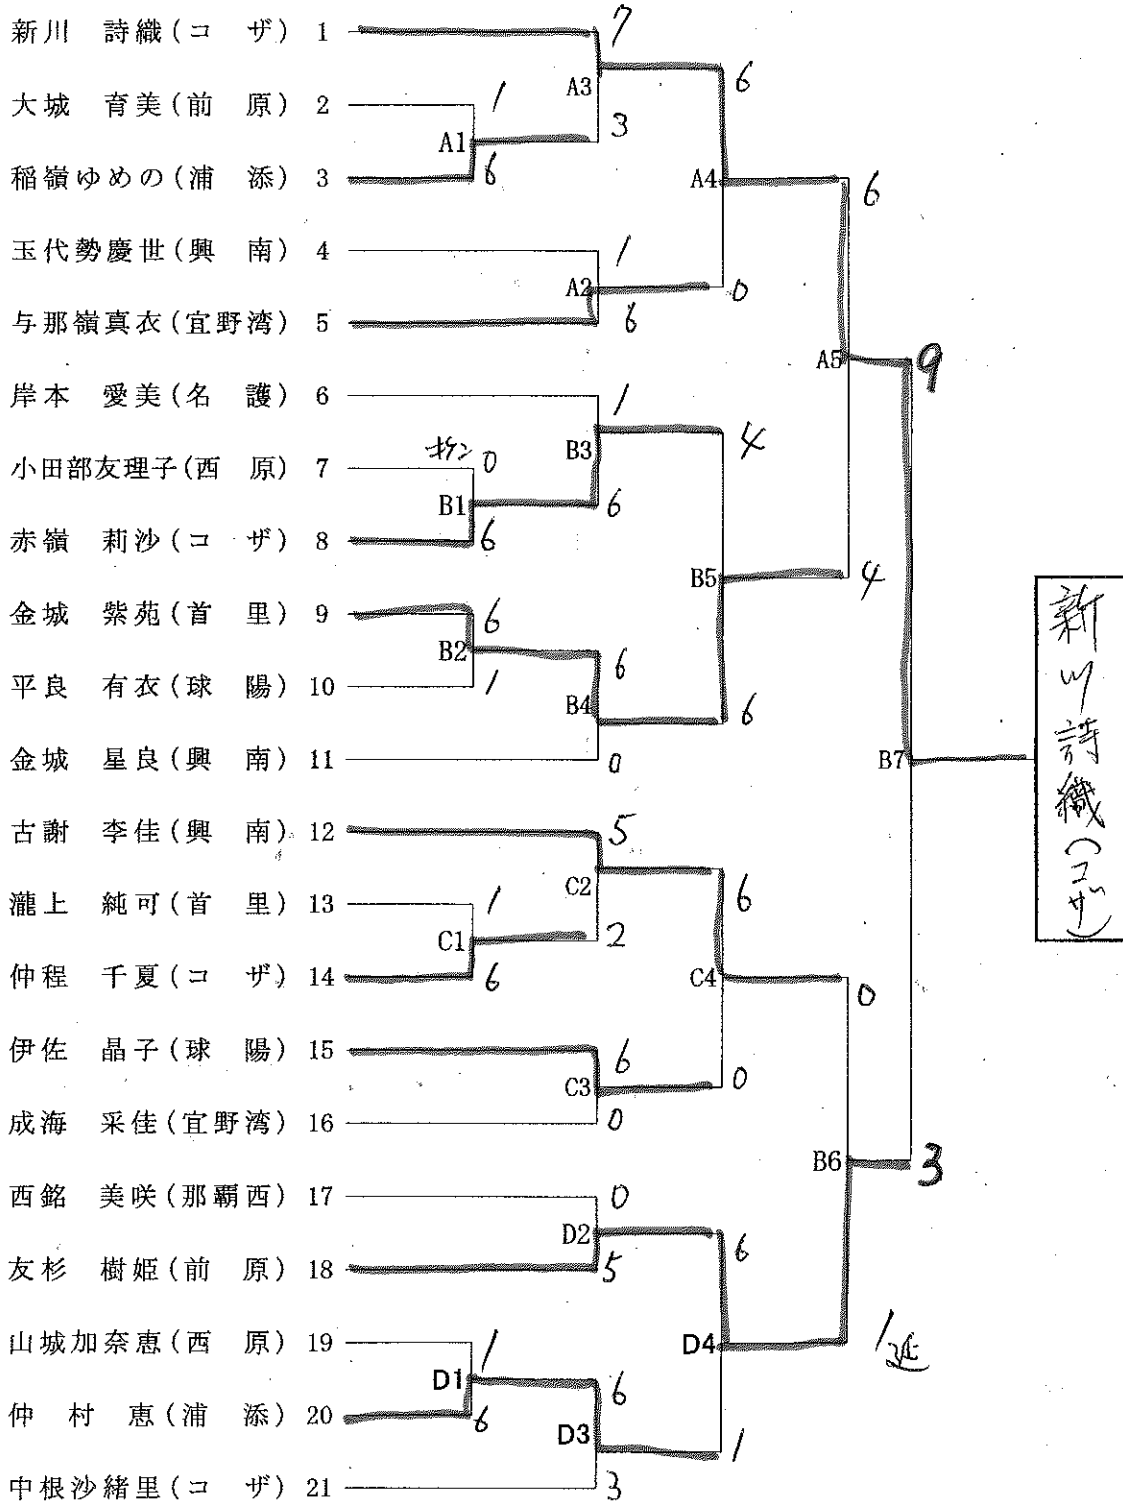 新川 詩織(コ ザ) 1
7
A3
6
大城 育美(前 原) 2
1
A1
3
稲嶺ゆめの(浦 添) 3
6
A4
6
玉代勢慶世(興 南) 4
1
A2
0
与那嶺真衣(宜野湾) 5
6
A5
9
岸本 愛美(名 護) 6
1
B3
4
小田部友理子(西 原) 7
キケン 0
B1
6
赤嶺 莉沙(コ ザ) 8
6
B5
4
金城 紫苑(首 里) 9
6
B2
6
平良 有衣(球 陽) 10
1
B4
6
金城 星良(興 南) 11
0
B7
新川詩織(コザ)
古謝 李佳(興 南) 12
5
C2
6
瀧上 純可(首 里) 13
1
C1
2
仲程 千夏(コ ザ) 14
6
C4
0
伊佐 晶子(球 陽) 15
6
C3
0
成海 采佳(宜野湾) 16
0
B6
3
西銘 美咲(那覇西) 17
0
D2
6
友杉 樹姫(前 原) 18
5
山城加奈恵(西 原) 19
1
D4
1延
D1
6
仲村 恵(浦 添) 20
6
D3
1
中根沙緒里(コ ザ) 21
3